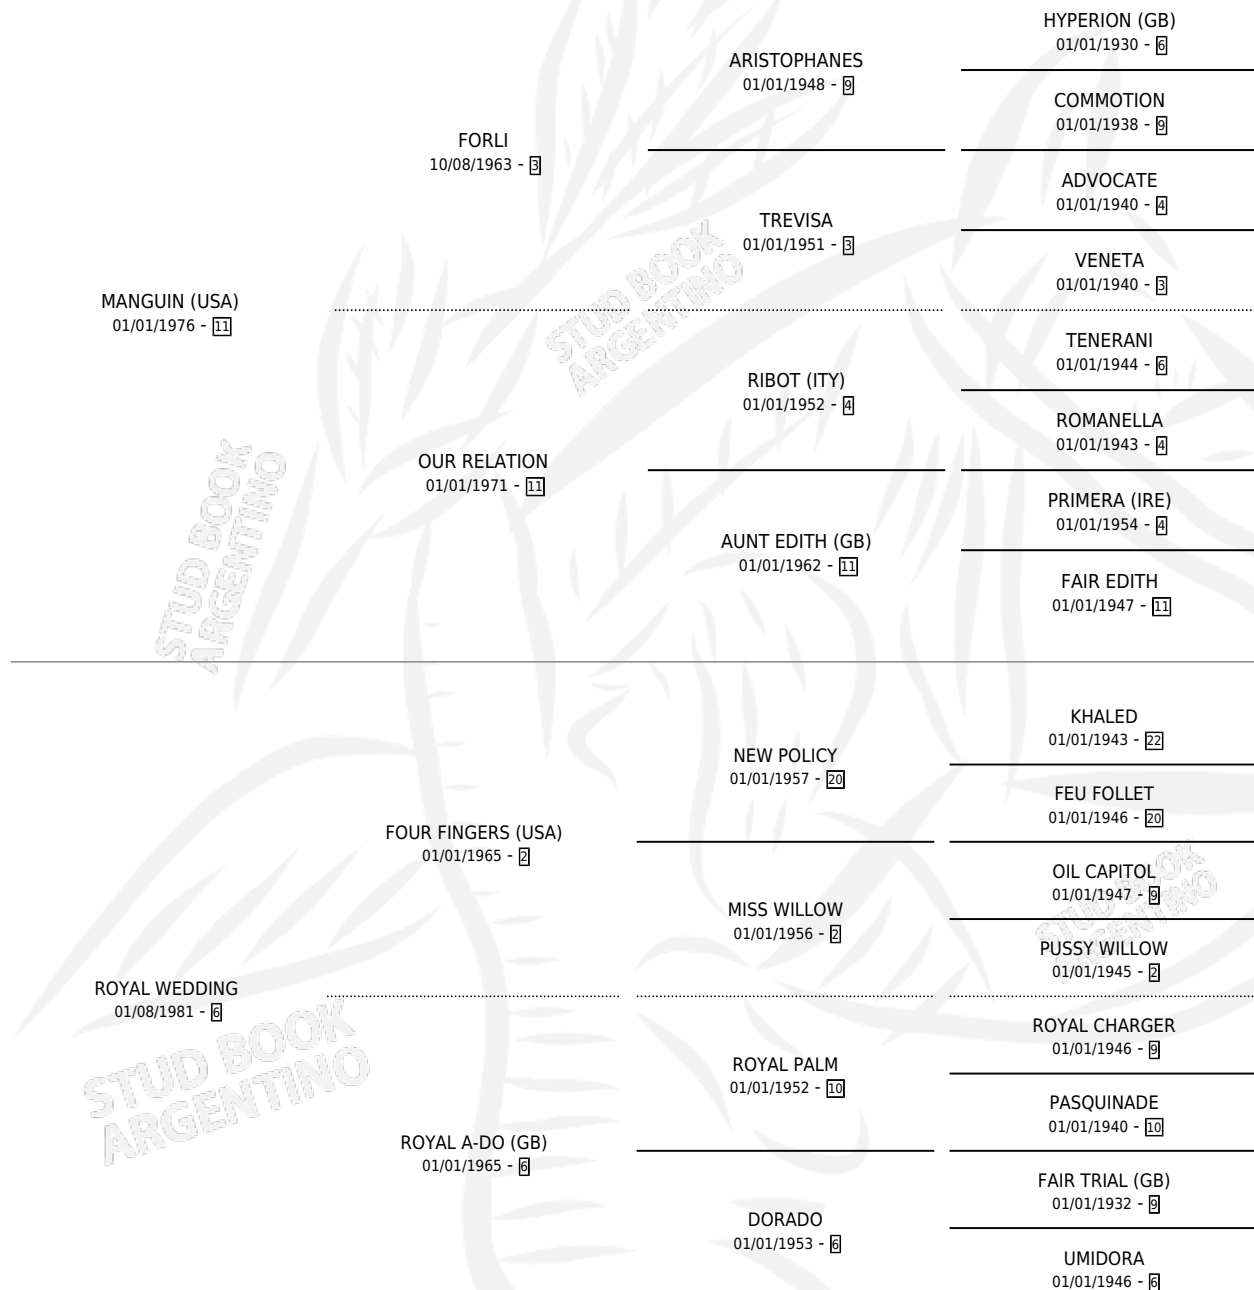 HYPERION (GB)
01/01/1930 - 6
ARISTOPHANES
01/01/1948 - 9
COMMOTION
01/01/1938 - 9
FORLI
10/08/1963 - 3
ADVOCATE
01/01/1940 - 4
TREVISA
01/01/1951 - 3
VENETA
01/01/1940 - 3
MANGUIN (USA)
01/01/1976 - 11
TENERANI
01/01/1944 - 6
RIBOT (ITY)
01/01/1952 - 4
ROMANELLA
01/01/1943 - 4
OUR RELATION
01/01/1971 - 11
PRIMERA (IRE)
01/01/1954 - 4
AUNT EDITH (GB)
01/01/1962 - 11
FAIR EDITH
01/01/1947 - 11
KHALED
01/01/1943 - 22
NEW POLICY
01/01/1957 - 20
FEU FOLLET
01/01/1946 - 20
FOUR FINGERS (USA)
01/01/1965 - 2
OIL CAPITOL
01/01/1947 - 9
MISS WILLOW
01/01/1956 - 2
PUSSY WILLOW
01/01/1945 - 2
ROYAL WEDDING
01/08/1981 - 6
ROYAL CHARGER
01/01/1946 - 9
ROYAL PALM
01/01/1952 - 10
PASQUINADE
01/01/1940 - 10
ROYAL A-DO (GB)
01/01/1965 - 6
FAIR TRIAL (GB)
01/01/1932 - 9
DORADO
01/01/1953 - 6
UMIDORA
01/01/1946 - 6
STUD BOOK
ARGENTINO
STUD BOOK
ARGENTINO
STUD BOOK
ARGENTINO
STUD BOOK
ARGENTINO